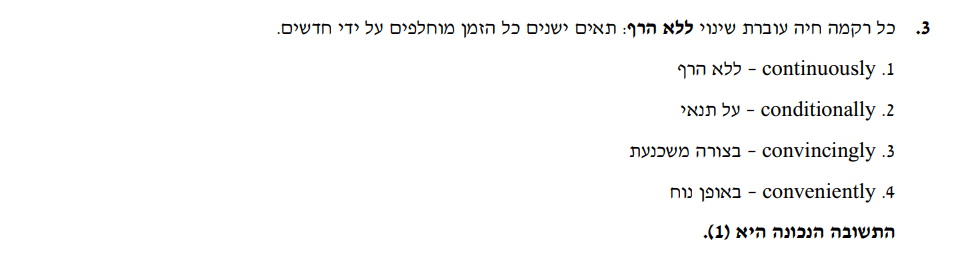 3. כל רקמה חיה עוברת שינוי ללא הרף: תאים ישנים כל הזמן מוחלפים על ידי חדשים.
1. continuously – ללא הרף
2. conditionally – על תנאי
3. convincingly – בצורה משכנעת
4. conveniently – באופן נוח
התשובה הנכונה היא (1).